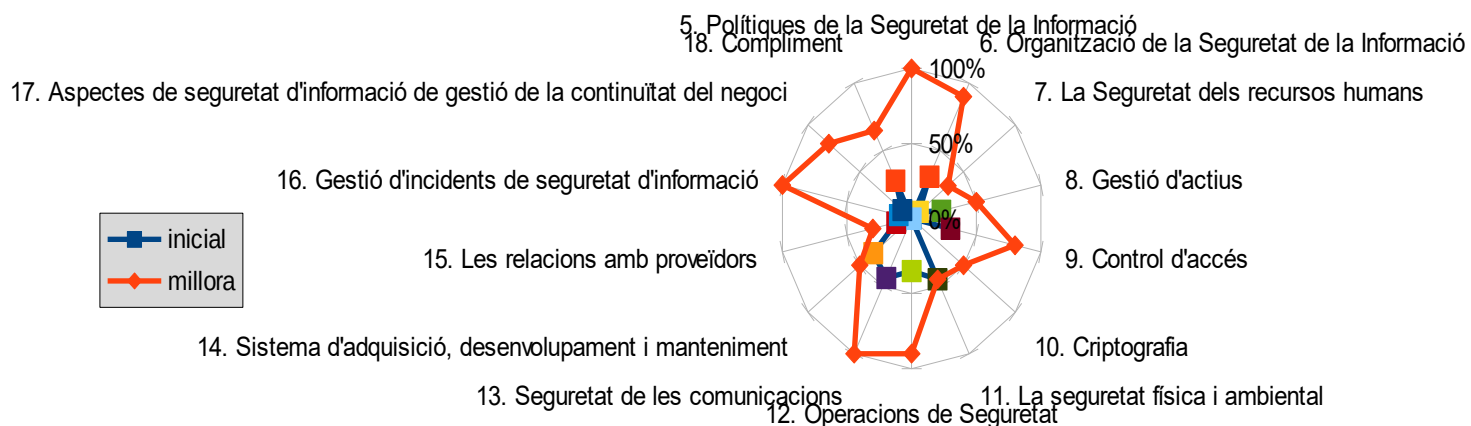 5. Polítiques de la Seguretat de la Informació
18. Compliment
6. Organització de la Seguretat de la Informació
100%
17. Aspectes de seguretat d'informació de gestió de la continuïtat del negoci
7. La Seguretat dels recursos humans
50%
16. Gestió d'incidents de seguretat d'informació
8. Gestió d'actius
0%
inicial
millora
15. Les relacions amb proveïdors
9. Control d'accés
14. Sistema d'adquisició, desenvolupament i manteniment
10. Criptografia
13. Seguretat de les comunicacions
11. La seguretat física i ambiental
12. Operacions de Seguretat